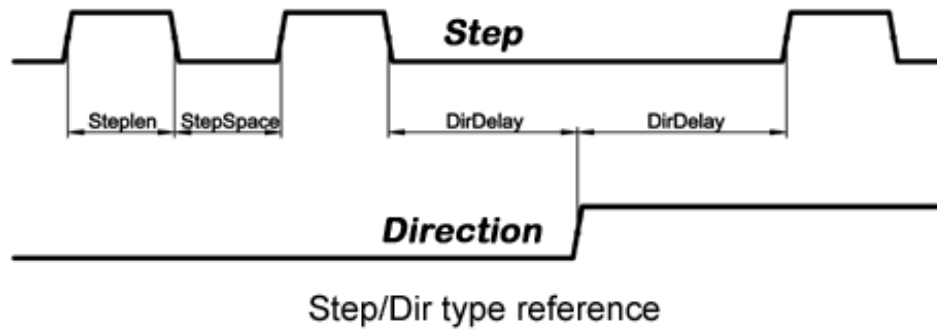 Step
Steplen StepSpace DirDelay DirDelay
Direction
Step/Dir type reference